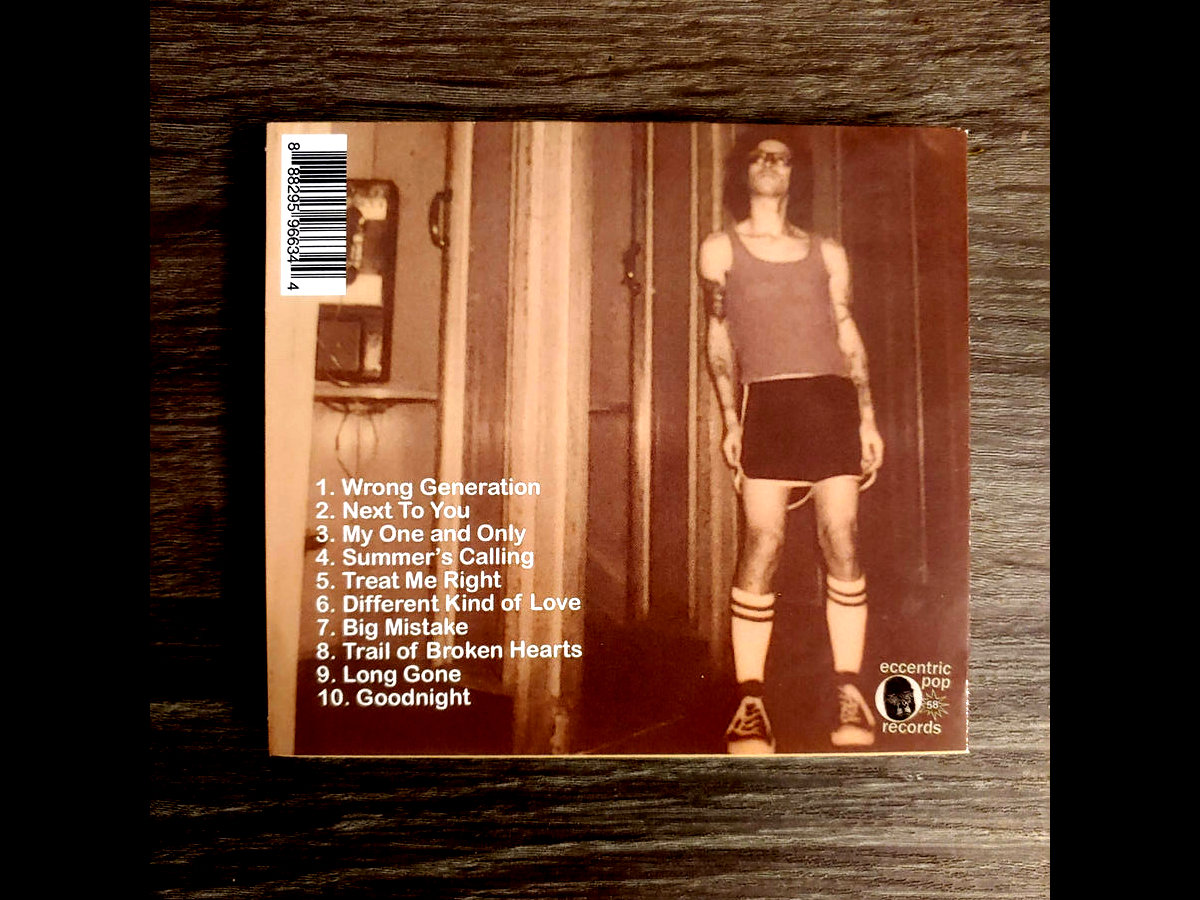 8 88295 96634 4
1. Wrong Generation
2. Next To You
3. My One and Only
4. Summer's Calling
5. Treat Me Right
6. Different Kind of Love
7. Big Mistake
8. Trail of Broken Hearts
9. Long Gone
10. Goodnight
eccentric
pop
58
records